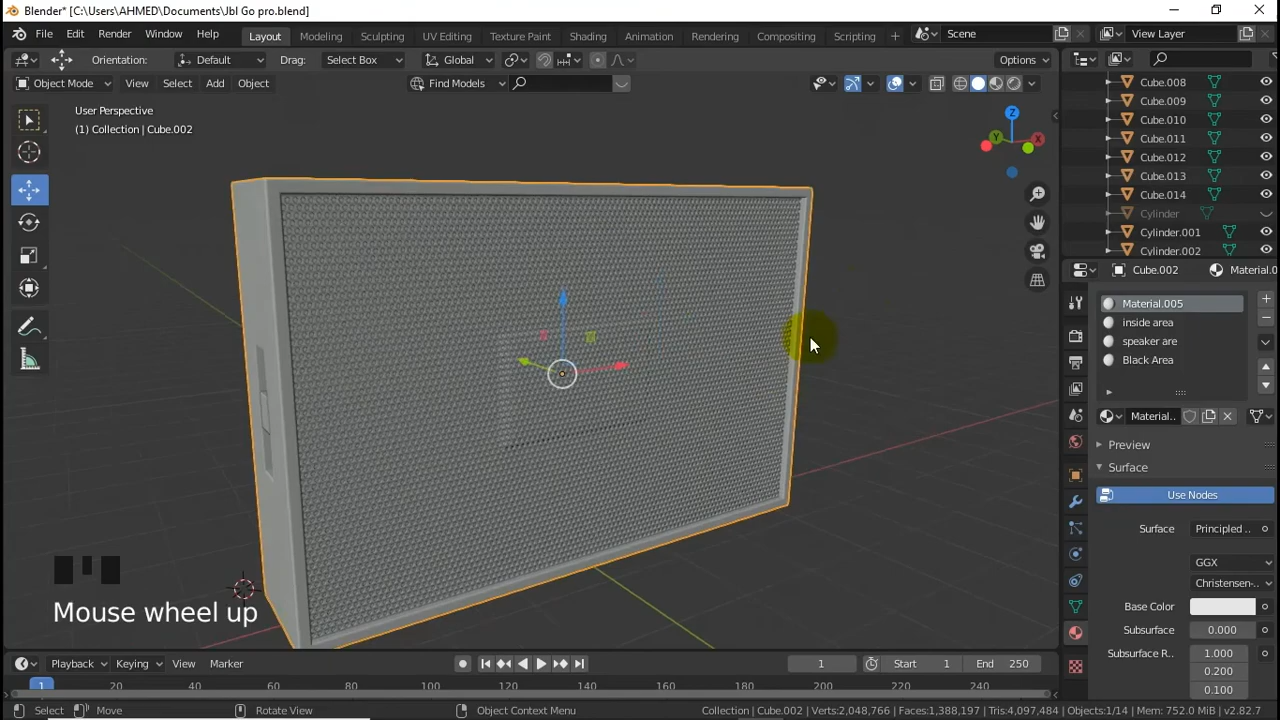 Blender* [C:\Users\AHMED\Documents\Jbl Go pro.blend]
File Edit Render Window Help Layout Modeling Sculpting UV Editing Texture Paint Shading Animation Rendering Compositing Scripting + Scene View Layer
Orientation: Default Drag: Select Box Global Options
Object Mode View Select Add Object Find Models
User Perspective
(1) Collection | Cube.002
Z
Y
X
Cube.008
Cube.009
Cube.010
Cube.011
Cube.012
Cube.013
Cube.014
Cylinder
Cylinder.001
Cylinder.002
Cube.002 Material.0
Material.005
inside area
speaker are
Black Area
Material..
Preview
Surface
Use Nodes
Surface Principled ..
GGX
Christensen-..
Base Color
Subsurface 0.000
Subsurface R.. 1.000
0.200
0.100
Mouse wheel up
Playback Keying View Marker 1 Start 1 End 250
1 20 40 60 80 100 120 140 160 180 200 220 240
Select Move Rotate View Object Context Menu Collection | Cube.002 | Verts:2,048,766 | Faces:1,388,197 | Tris:4,097,484 | Objects:1/14 | Mem: 752.0 MiB | v2.82.7